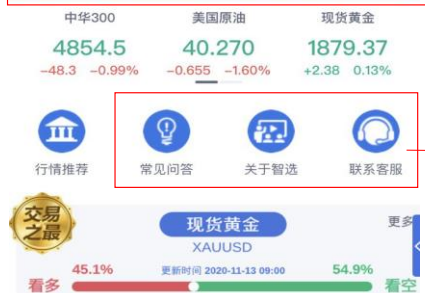 中华300 美国原油 现货黄金
4854.5 40.270 1879.37
-48.3 -0.99% -0.655 -1.60% +2.38 0.13%
行情推荐 常见问答 关于智选 联系客服
交易之最
现货黄金
更多
XAUUSD
45.1% 更新时间 2020-11-13 09:00 54.9%
看多 看空